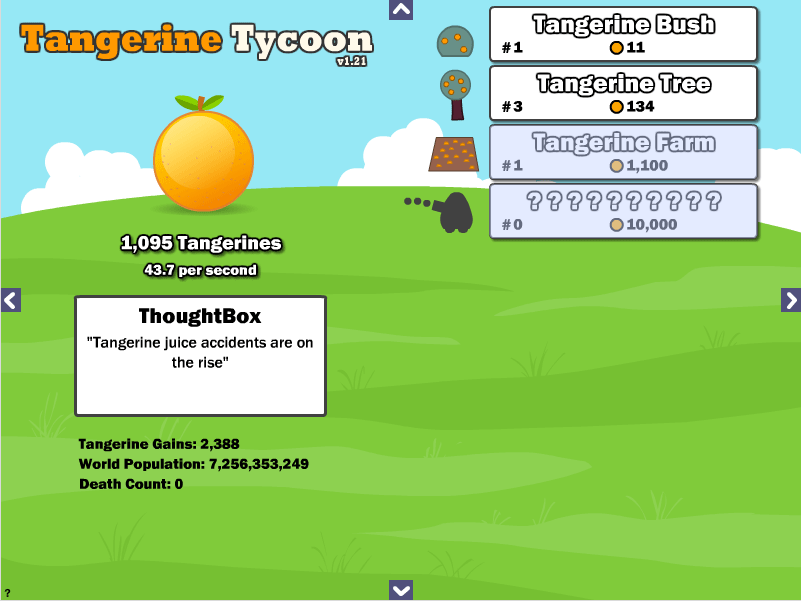 Tangerine Tycoon
v1.21
Tangerine Bush
#1 11
Tangerine Tree
#3 134
Tangerine Farm
#1 1,100
??????????
#0 10,000
1,095 Tangerines
43.7 per second
ThoughtBox
"Tangerine juice accidents are on
the rise"
Tangerine Gains: 2,388
World Population: 7,256,353,249
Death Count: 0
?